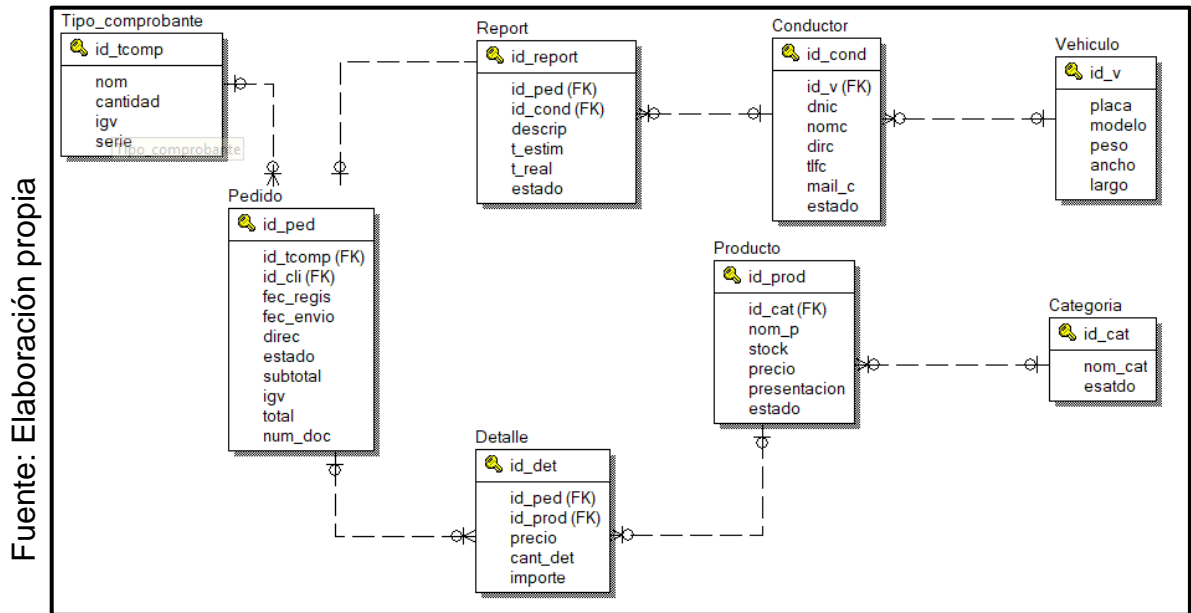 Fuente: Elaboración propia
Tipo_comprobante
id_tcomp
nom
cantidad
igv
serie
Tipo_comprobante
Report
id_report
id_ped (FK)
id_cond (FK)
descrip
t_estim
t_real
estado
Conductor
id_cond
id_v (FK)
dnic
nomc
dirc
tlfc
mail_c
estado
Vehiculo
id_v
placa
modelo
peso
ancho
largo
Pedido
id_ped
id_tcomp (FK)
id_cli (FK)
fec_regis
fec_envio
direc
estado
subtotal
igv
total
num_doc
Producto
id_prod
id_cat (FK)
nom_p
stock
precio
presentacion
estado
Categoria
id_cat
nom_cat
esatdo
Detalle
id_det
id_ped (FK)
id_prod (FK)
precio
cant_det
importe